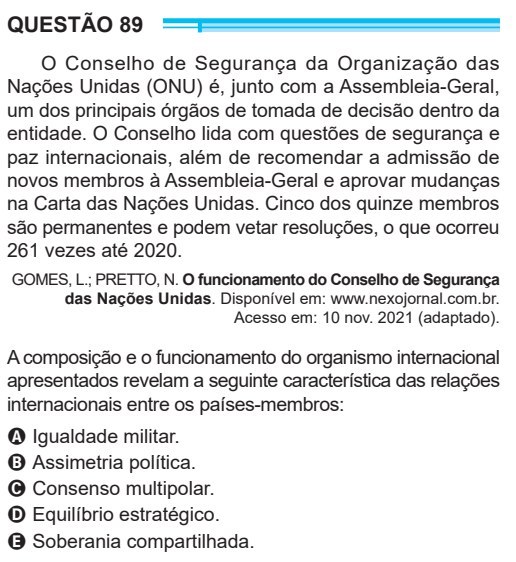 QUESTÃO 89
O Conselho de Segurança da Organização das
Nações Unidas (ONU) é, junto com a Assembleia-Geral,
um dos principais órgãos de tomada de decisão dentro da
entidade. O Conselho lida com questões de segurança e
paz internacionais, além de recomendar a admissão de
novos membros à Assembleia-Geral e aprovar mudanças
na Carta das Nações Unidas. Cinco dos quinze membros
são permanentes e podem vetar resoluções, o que ocorreu
261 vezes até 2020.
GOMES, L.; PRETTO, N. O funcionamento do Conselho de Segurança
das Nações Unidas. Disponível em: www.nexojornal.com.br.
Acesso em: 10 nov. 2021 (adaptado).
A composição e o funcionamento do organismo internacional
apresentados revelam a seguinte característica das relações
internacionais entre os países-membros:
A Igualdade militar.
B Assimetria política.
C Consenso multipolar.
D Equilíbrio estratégico.
E Soberania compartilhada.